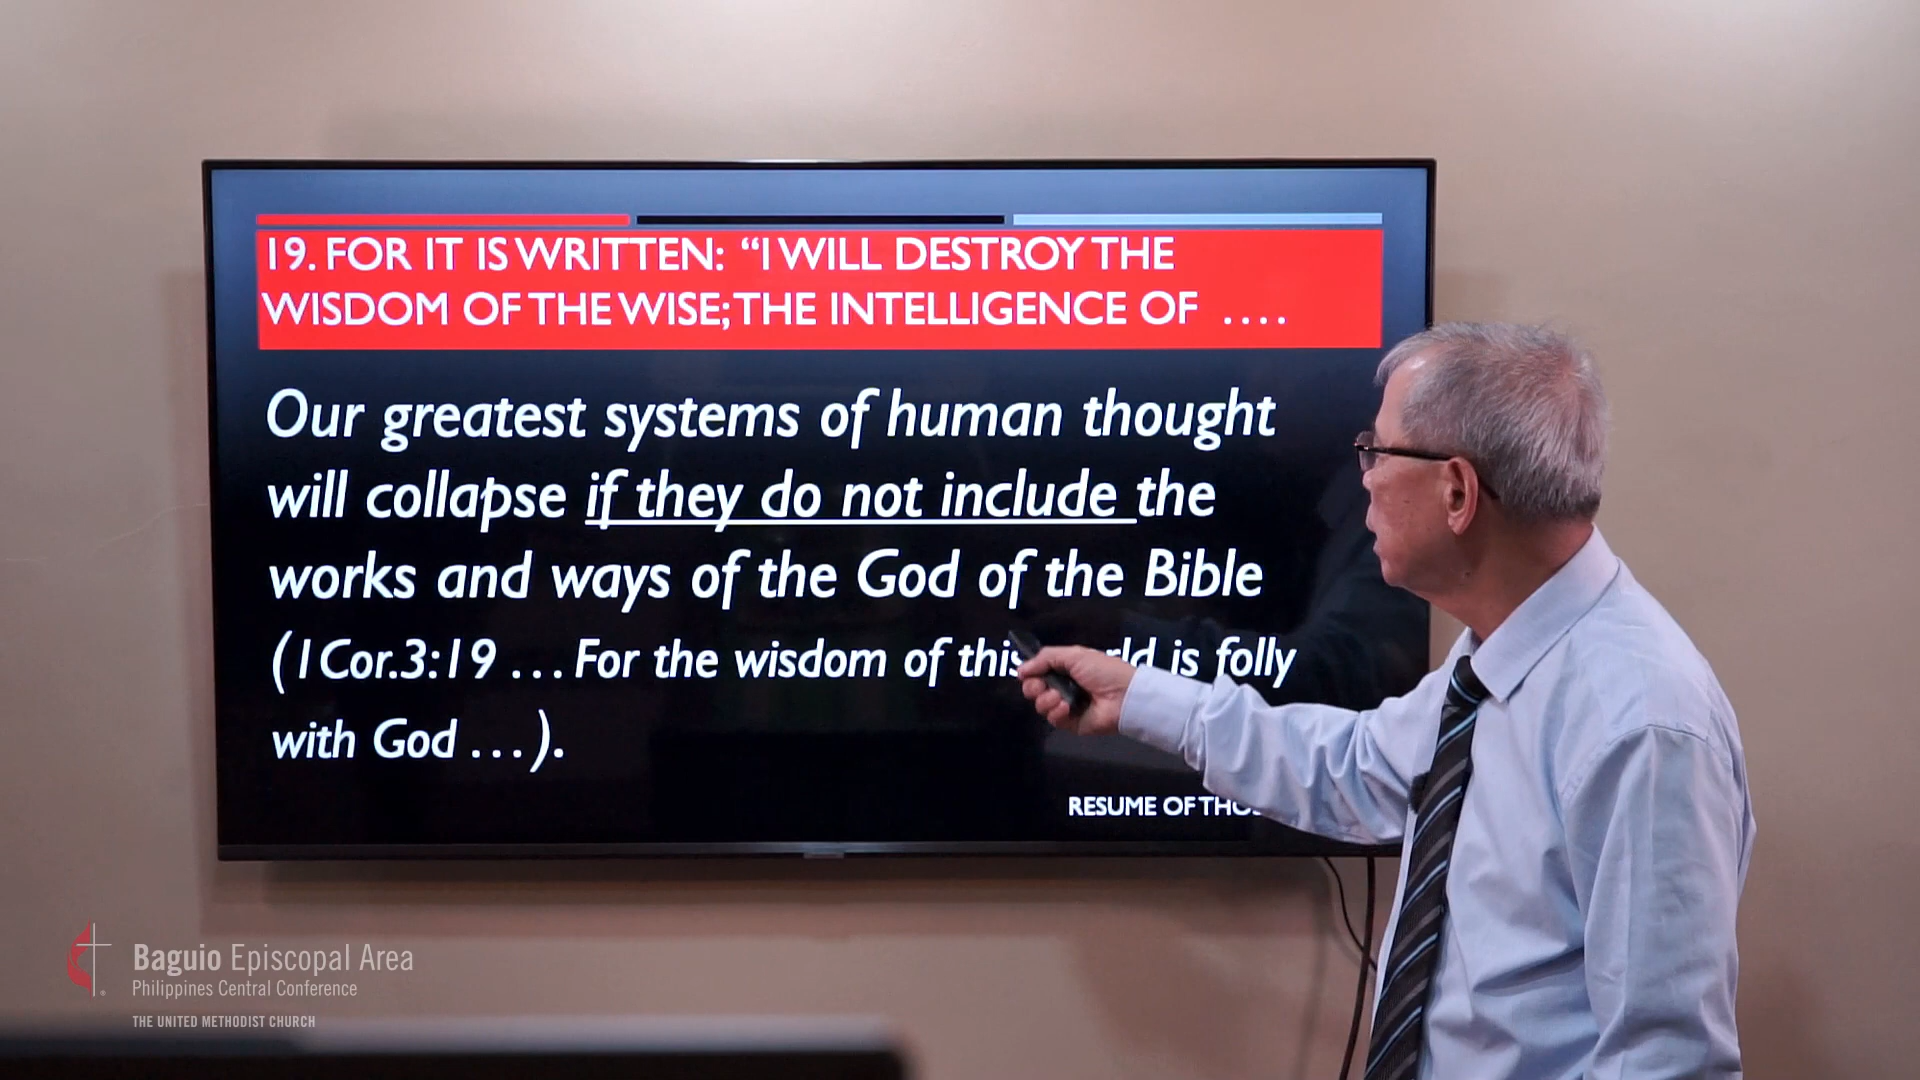 19. FOR IT IS WRITTEN: “I WILL DESTROY THE
WISDOM OF THE WISE; THE INTELLIGENCE OF ....
Our greatest systems of human thought
will collapse if they do not include the
works and ways of the God of the Bible
(1Cor.3:19 ... For the wisdom of this is folly
with God ...).
RESUME OF
Baguio Episcopal Area
Philippines Central Conference
THE UNITED METHODIST CHURCH